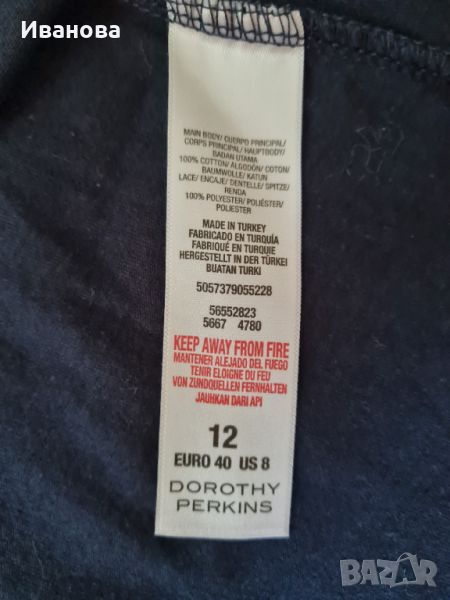 Иванова
MAIN BODY/ CUERPO PRINCIPAL/
CORPS PRINCIPAL/ HAUPTBODY/
BADAN UTAMA
100% COTTON/ ALGODÓN/ COTON/
BAUMWOLLE/ KATUN
LACE/ ENCAJE/ DENTELLE/ SPITZE/
RENDA
100% POLYESTER/ POLIÉSTER/
POLIESTER
MADE IN TURKEY
FABRICADO EN TURQUÍA
FABRIQUÉ EN TURQUIE
HERGESTELLT IN DER TÜRKEI
BUATAN TURKI
5057379055228
56552823
5667 4780
KEEP AWAY FROM FIRE
MANTENER ALEJADO DEL FUEGO
TENIR ELOIGNE DU FEU
VON ZUNDQUELLEN FERNHALTEN
JAUHKAN DARI API
12
EURO 40 US 8
DOROTHY
PERKINS
BAZAR